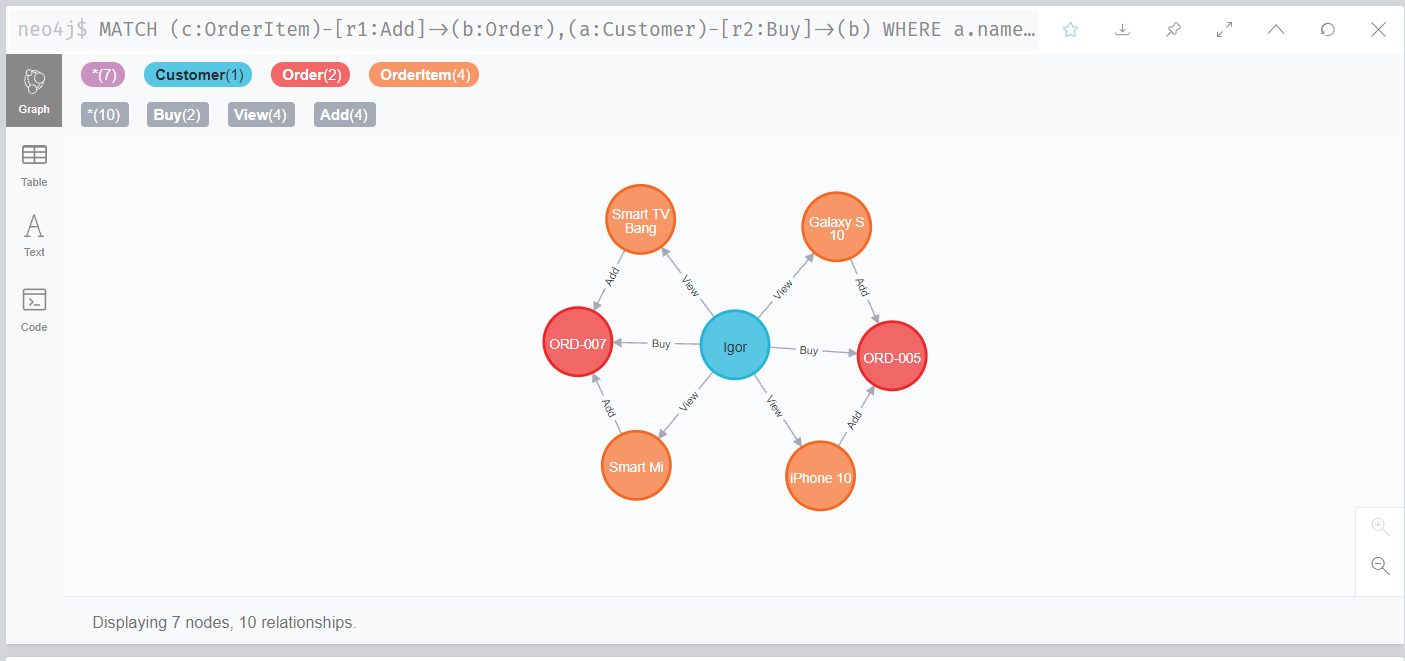 neo4j$ MATCH (c:OrderItem)-[r1:Add]→(b:Order),(a:Customer)-[r2:Buy]→(b) WHERE a.name…
*(7) Customer(1) Order(2) OrderItem(4)
*(10) Buy(2) View(4) Add(4)
Graph
Table
Text
Code
Smart TV
Bang
Galaxy S
10
Add
View
View
Add
ORD-007
Buy
Igor
Buy
ORD-005
Add
View
View
Add
Smart Mi
iPhone 10
Displaying 7 nodes, 10 relationships.